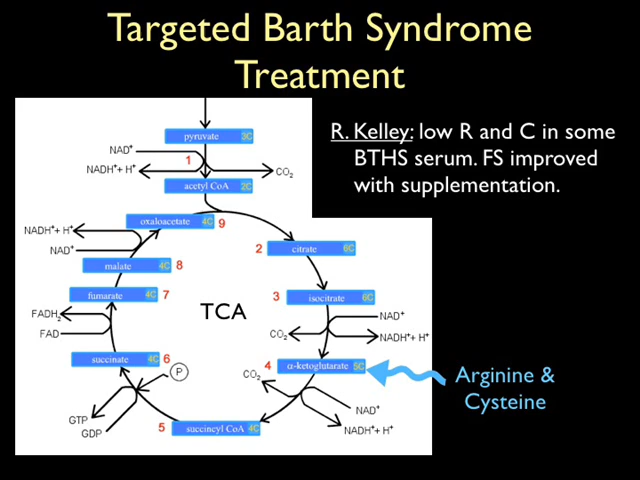 Targeted Barth Syndrome
Treatment
R. Kelley: low R and C in some
BTHS serum. FS improved
with supplementation.
pyruvate 3C
NAD⁺
1
NADH⁺+ H⁺
CO₂
acetyl CoA 2C
oxaloacetate 4C
9
NADH⁺+ H⁺
NAD⁺
2
citrate 6C
malate 4C
8
3
isocitrate 6C
fumarate 4C
7
TCA
NAD⁺
FADH₂
FAD
CO₂
NADH⁺+ H⁺
succinate 4C
6
4
α-ketoglutarate 5C
P
CO₂
Arginine &
Cysteine
NAD⁺
GTP
GDP
5
succinyl CoA 4C
NADH⁺+ H⁺